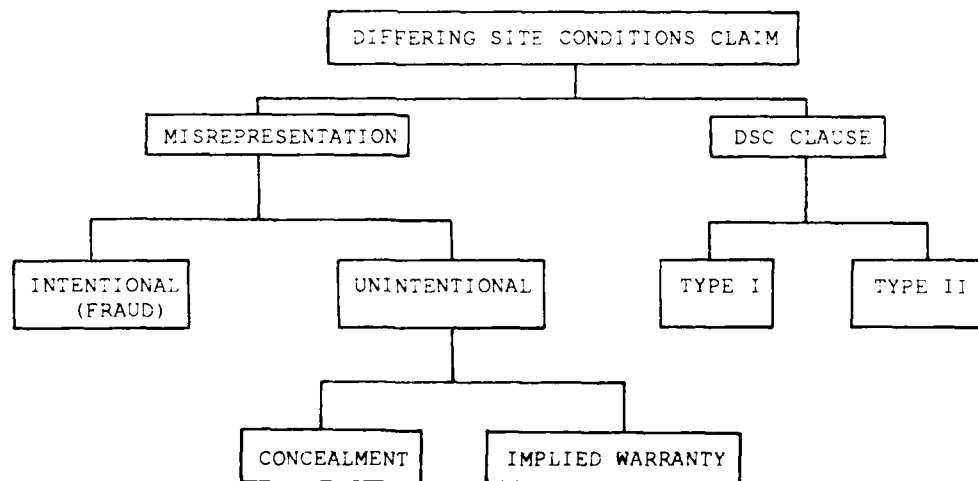 DIFFERING SITE CONDITIONS CLAIM
MISREPRESENTATION
DSC CLAUSE
INTENTIONAL
(FRAUD)
UNINTENTIONAL
TYPE I
TYPE II
CONCEALMENT
IMPLIED WARRANTY